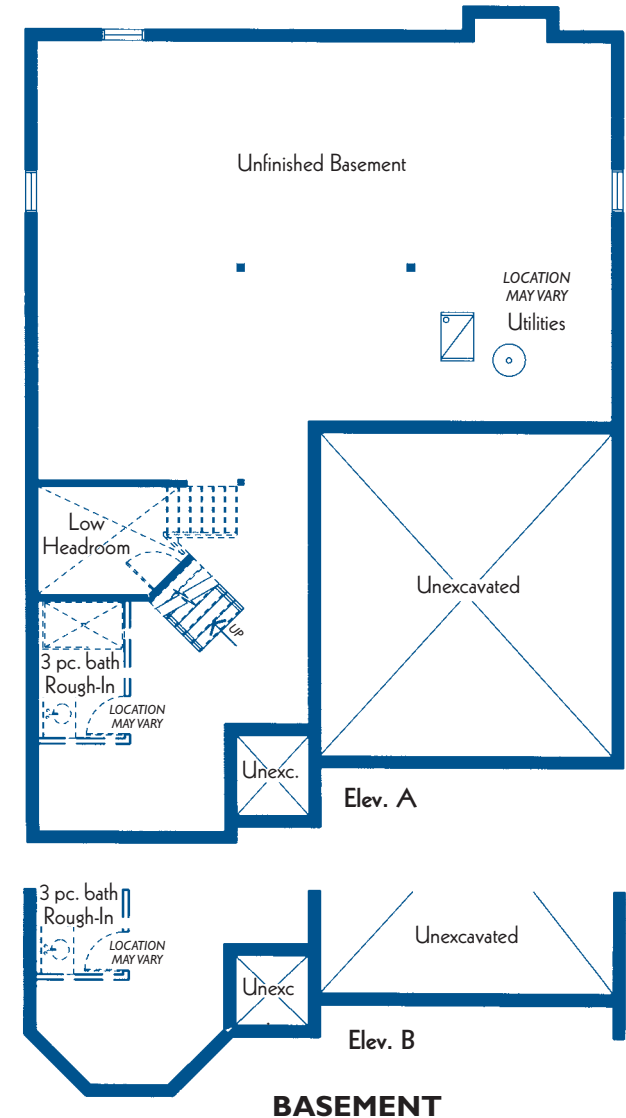 Unfinished Basement
LOCATION
MAY VARY
Utilities
Low
Headroom
Unexcavated
UP
3 pc. bath
Rough-In
LOCATION
MAY VARY
Unexc.
Elev. A
3 pc. bath
Rough-In
LOCATION
MAY VARY
Unexcavated
Unexc
Elev. B
BASEMENT